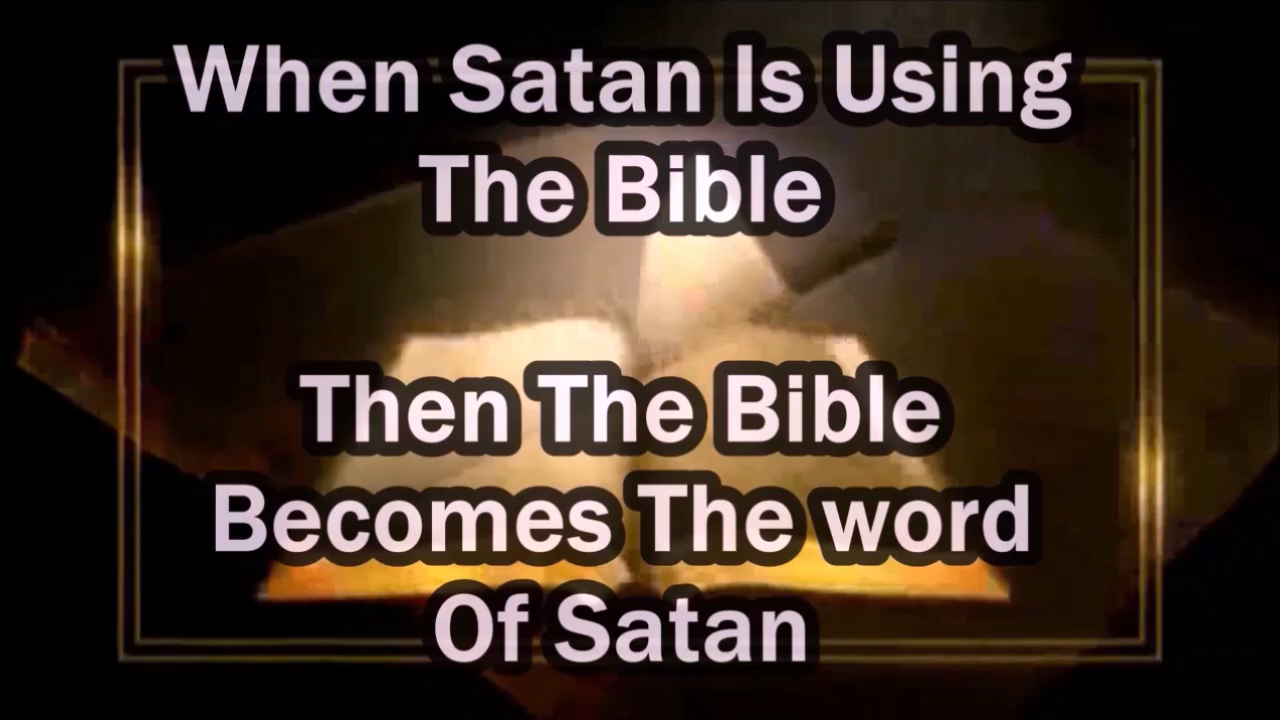 When Satan Is Using
The Bible
Then The Bible
Becomes The word
Of Satan